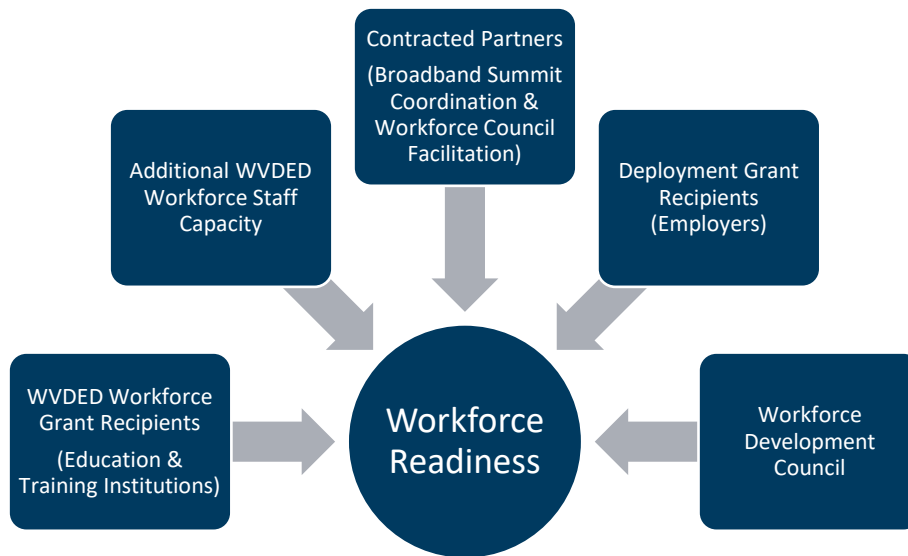 Contracted Partners
(Broadband Summit
Coordination &
Workforce Council
Facilitation)
Additional WVDED
Workforce Staff
Capacity
Deployment Grant
Recipients
(Employers)
WVDED Workforce
Grant Recipients
(Education &
Training Institutions)
Workforce
Readiness
Workforce
Development
Council